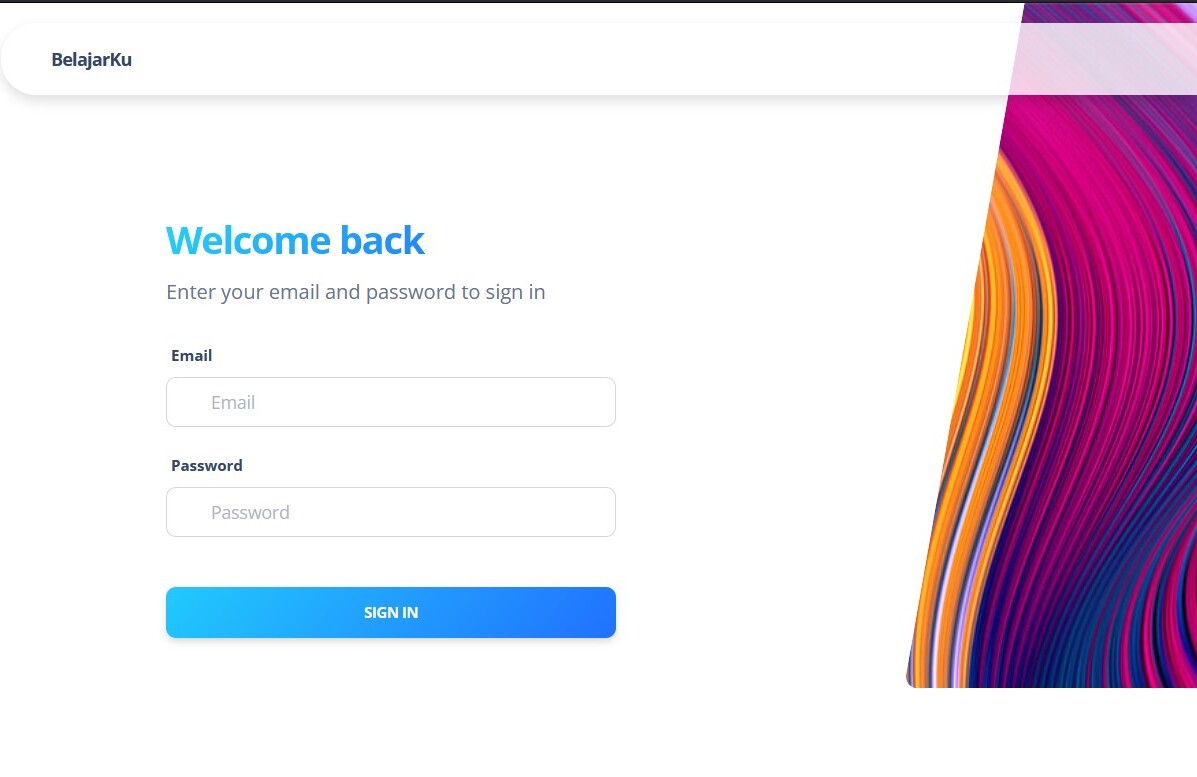 BelajarKu
Welcome back
Enter your email and password to sign in
Email
Email
Password
Password
SIGN IN